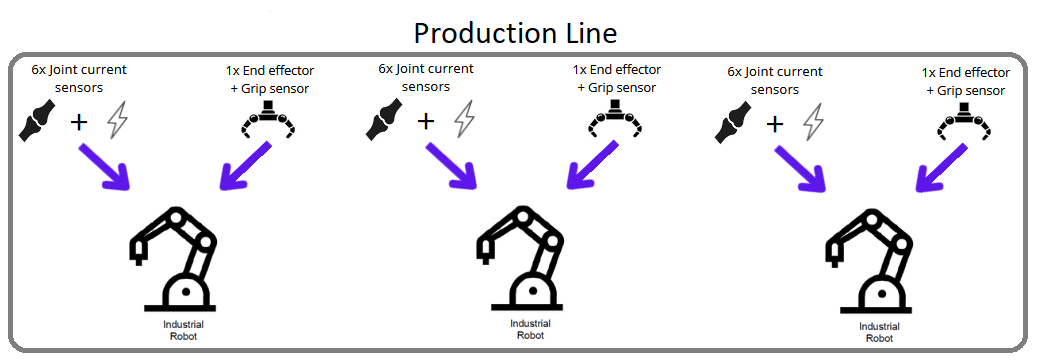 Production Line
6x Joint current
sensors
1x End effector
+ Grip sensor
6x Joint current
sensors
1x End effector
+ Grip sensor
6x Joint current
sensors
1x End effector
+ Grip sensor
+
+
+
Industrial
Robot
Industrial
Robot
Industrial
Robot